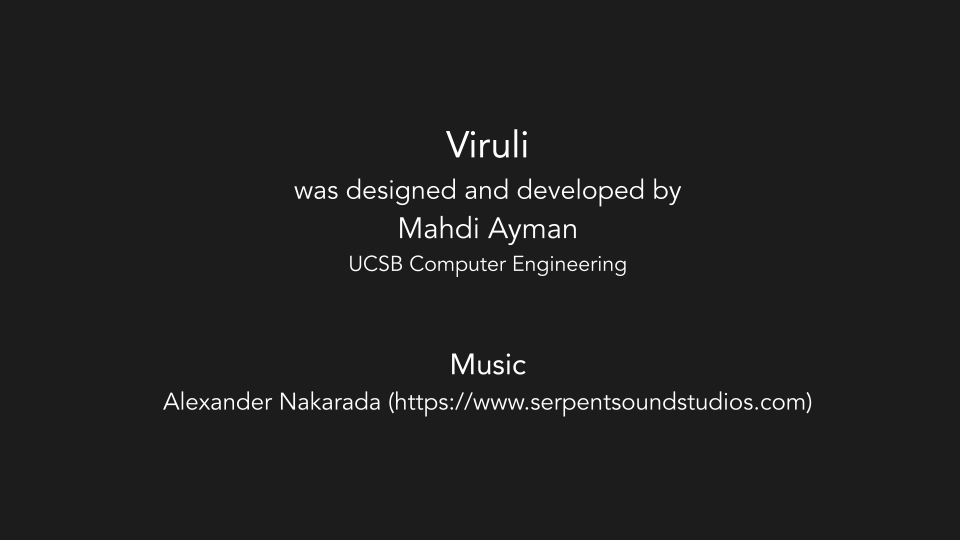 Viruli
was designed and developed by
Mahdi Ayman
UCSB Computer Engineering
Music
Alexander Nakarada (https://www.serpentsoundstudios.com)